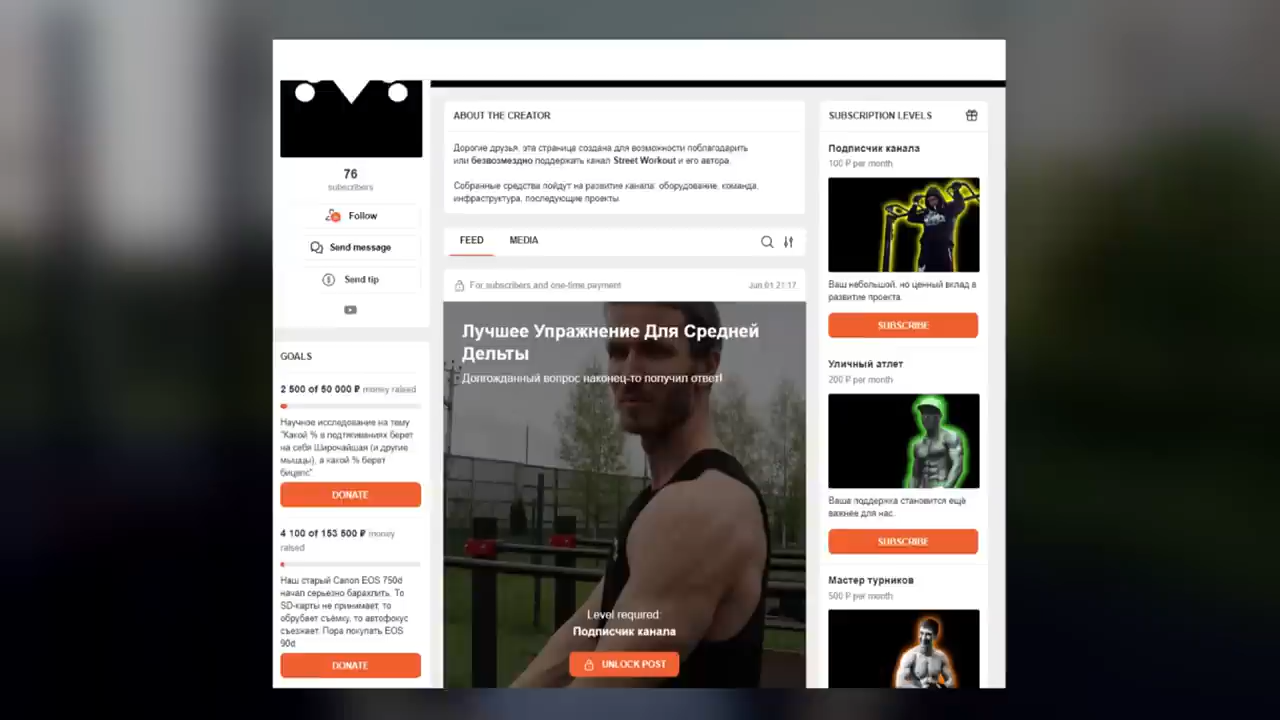 76
subscribers
Follow
Send message
Send tip
GOALS
2 500 of 50 000 ₽ money raised
Научное исследование на тему
"Какой % в подтягиваниях берет
на себя Широчайшая (и другие
мышцы), а какой % берет
бицепс"
DONATE
4 100 of 153 500 ₽ money
raised
Наш старый Canon EOS 750d
начал серьезно барахлить. То
SD-карты не принимает, то
обрубает съёмку, то автофокус
съезжает. Пора покупать EOS
90d
DONATE
ABOUT THE CREATOR
Дорогие друзья, эта страница создана для возможности поблагодарить
или безвозмездно поддержать канал Street Workout и его автора.
Собранные средства пойдут на развитие канала: оборудование, команда,
инфраструктура, последующие проекты
FEED MEDIA
For subscribers and one-time payment Jun 01 21:17
Лучшее Упражнение Для Средней
Дельты
Долгожданный вопрос наконец-то получил ответ!
Level required:
Подписчик канала
UNLOCK POST
SUBSCRIPTION LEVELS
Подписчик канала
100 ₽ per month
Ваш небольшой, но ценный вклад в
развитие проекта.
SUBSCRIBE
Уличный атлет
200 ₽ per month
Ваша поддержка становится ещё
важнее для нас.
SUBSCRIBE
Мастер турников
500 ₽ per month